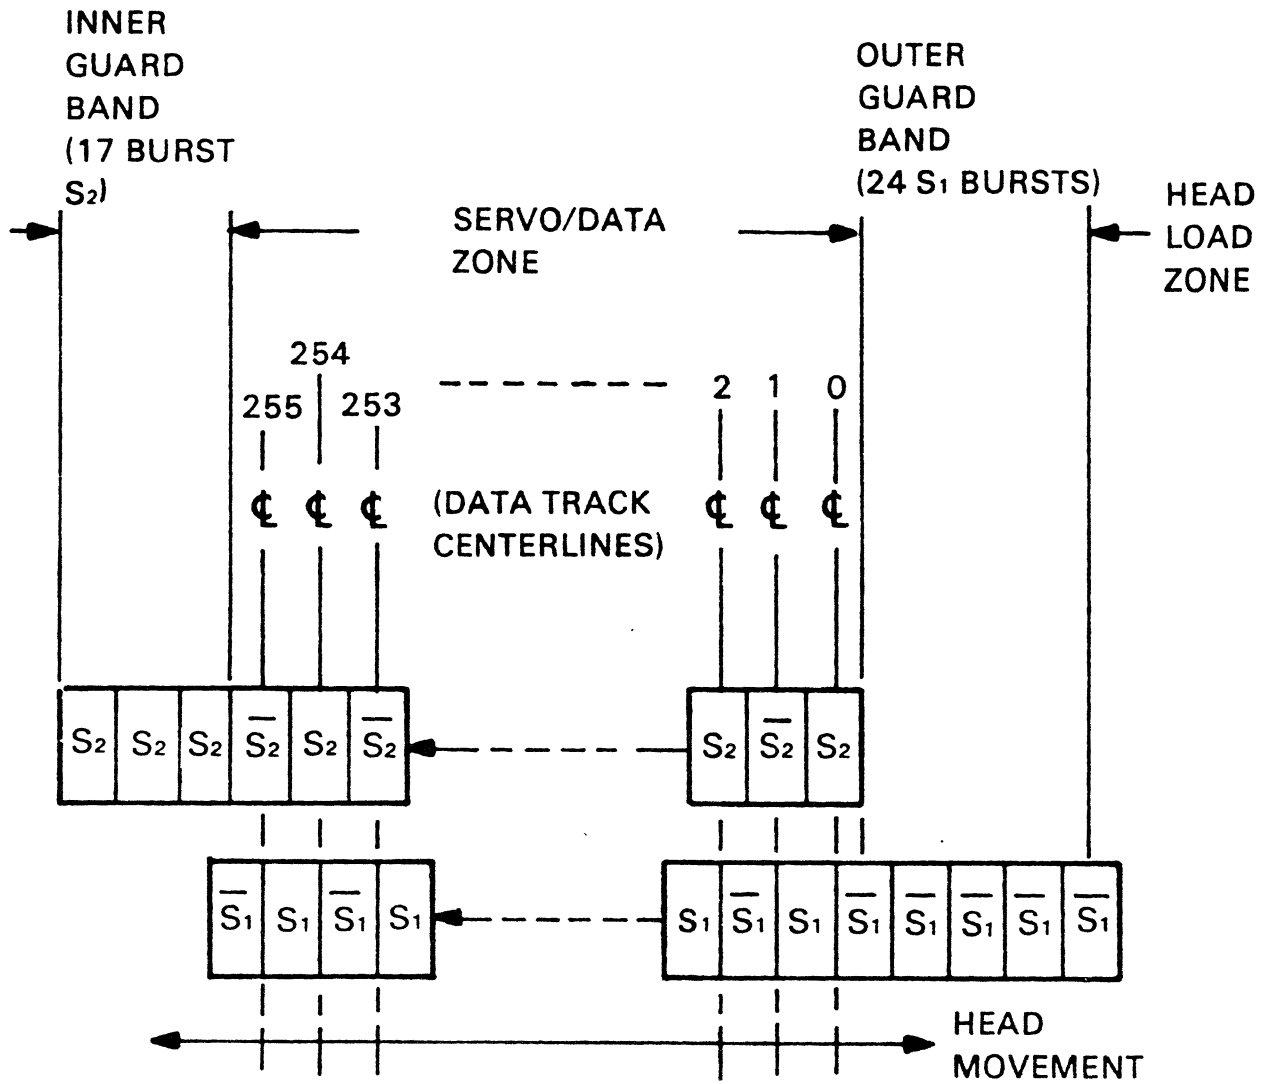 INNER
GUARD
BAND
(17 BURST
S₂)
OUTER
GUARD
BAND
(24 S₁ BURSTS)
HEAD
LOAD
ZONE
SERVO/DATA
ZONE
254
255 253 2 1 0
℄ ℄ ℄ (DATA TRACK ℄ ℄ ℄
CENTERLINES)
S₂ S₂ S₂ S̅₂ S₂ S̅₂ S₂ S̅₂ S₂
S̅₁ S₁ S̅₁ S₁ S₁ S̅₁ S₁ S̅₁ S̅₁ S̅₁ S̅₁ S̅₁
HEAD
MOVEMENT